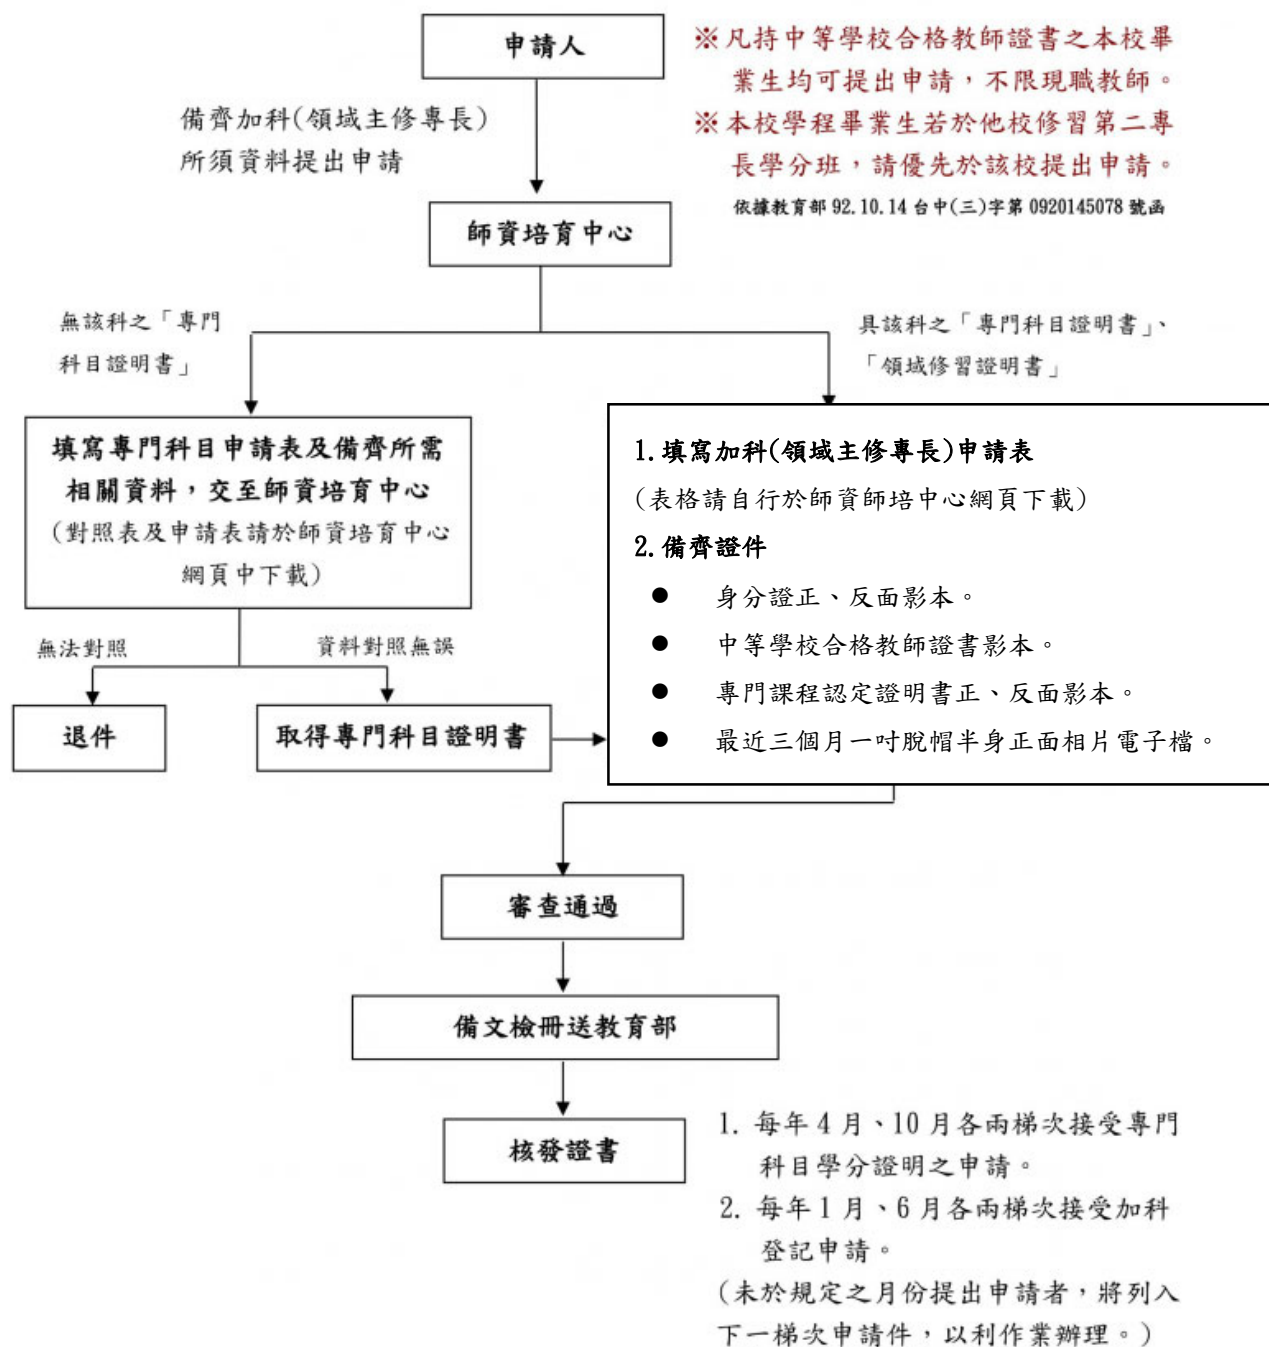 申請人
※凡持中等學校合格教師證書之本校畢
業生均可提出申請，不限現職教師。
※本校學程畢業生若於他校修習第二專
長學分班，請優先於該校提出申請。
依據教育部 92.10.14 台中(三)字第 0920145078 號函
備齊加科(領域主修專長)
所須資料提出申請
師資培育中心
無該科之「專門
科目證明書」
具該科之「專門科目證明書」、
「領域修習證明書」
填寫專門科目申請表及備齊所需
相關資料，交至師資培育中心
(對照表及申請表請於師資培育中心
網頁中下載)
1.填寫加科(領域主修專長)申請表
(表格請自行於師資師培中心網頁下載)
2.備齊證件
● 身分證正、反面影本。
● 中等學校合格教師證書影本。
● 專門課程認定證明書正、反面影本。
● 最近三個月一吋脫帽半身正面相片電子檔。
無法對照
資料對照無誤
退件
取得專門科目證明書
審查通過
備文檢冊送教育部
核發證書
1. 每年 4 月、10 月各兩梯次接受專門
科目學分證明之申請。
2. 每年 1 月、6 月各兩梯次接受加科
登記申請。
(未於規定之月份提出申請者，將列入
下一梯次申請件，以利作業辦理。)